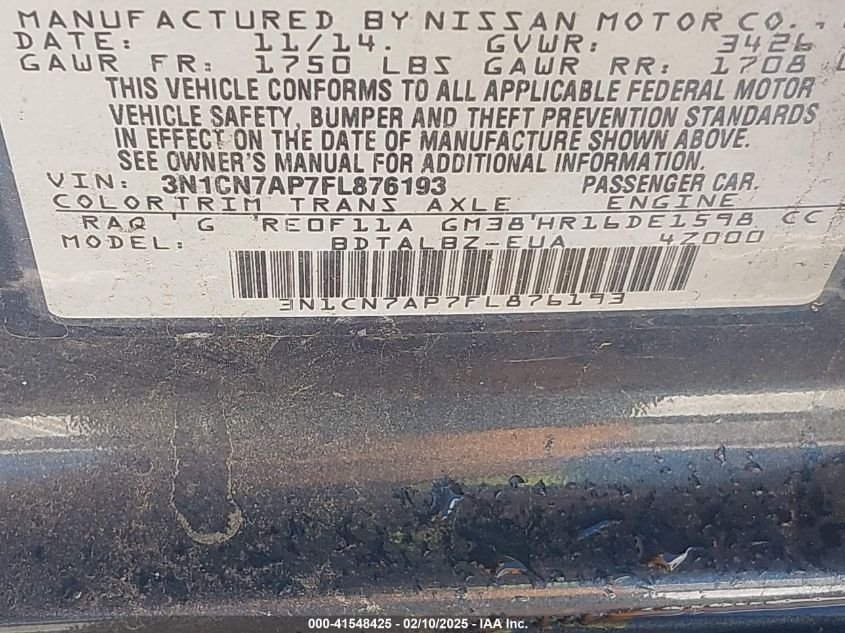 MANUFACTURED BY NISSAN MOTOR CO.,
DATE: 11/14. GVWR: 3426
GAWR FR: 1750 LBS GAWR RR: 1708 L
THIS VEHICLE CONFORMS TO ALL APPLICABLE FEDERAL MOTOR
VEHICLE SAFETY, BUMPER AND THEFT PREVENTION STANDARDS
IN EFFECT ON THE DATE OF MANUFACTURE SHOWN ABOVE.
SEE OWNER'S MANUAL FOR ADDITIONAL INFORMATION.
VIN: 3N1CN7AP7FL876193 PASSENGER CAR.
COLOR TRIM TRANS AXLE ENGINE
RAQ ' G 'RE0F11A GM38'HR16DE1598 CC
MODEL: BDTALBZ-EUA 4Z000
3N1CN7AP7FL876193
000-41548425 - 02/10/2025 - IAA Inc.